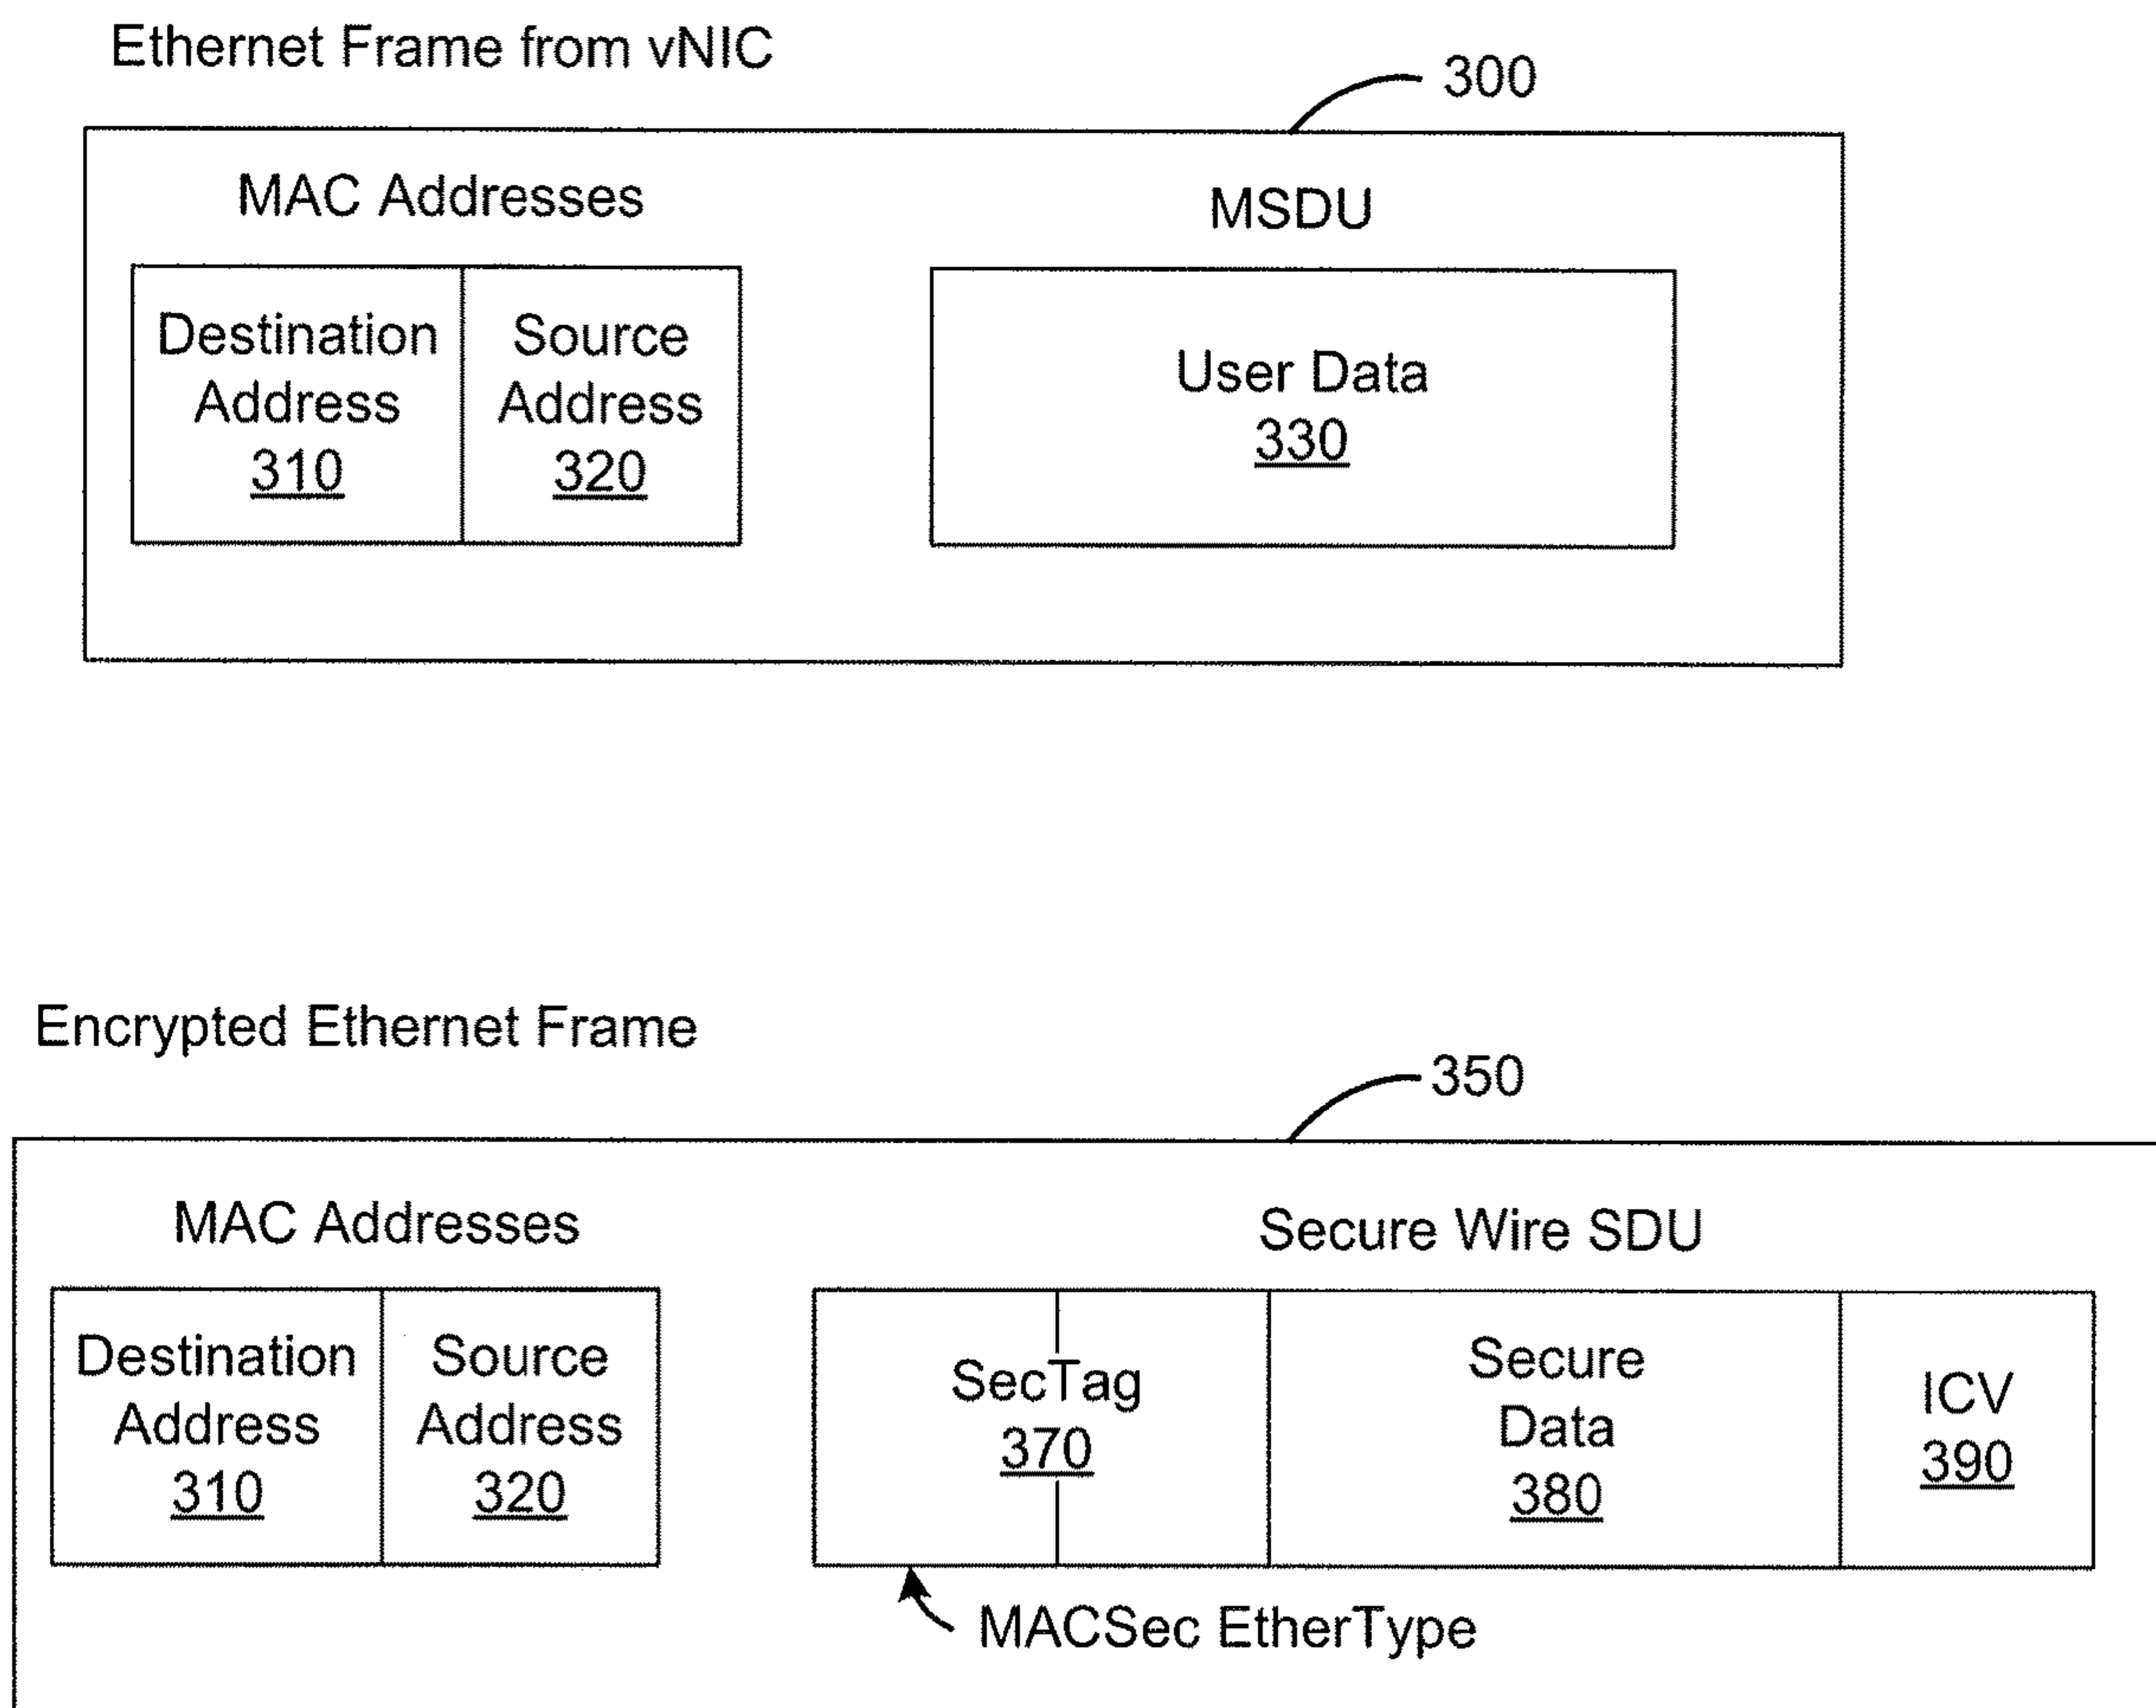 Ethernet Frame from vNIC
300
MAC Addresses
MSDU
Destination
Address
310
Source
Address
320
User Data
330
Encrypted Ethernet Frame
350
MAC Addresses
Secure Wire SDU
Destination
Address
310
Source
Address
320
SecTag
370
Secure
Data
380
ICV
390
MACSec EtherType